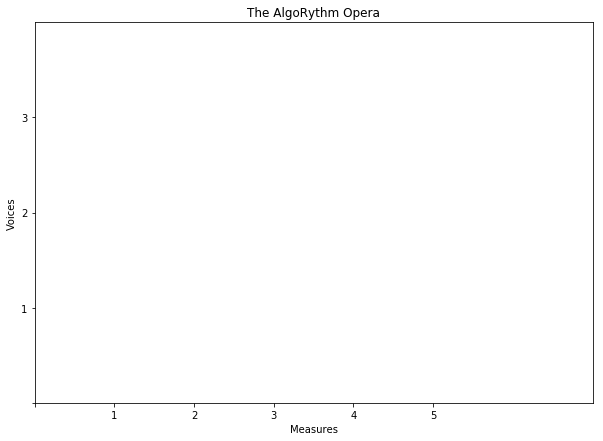 The AlgoRythm Opera
Voices
3
2
1
1 2 3 4 5
Measures